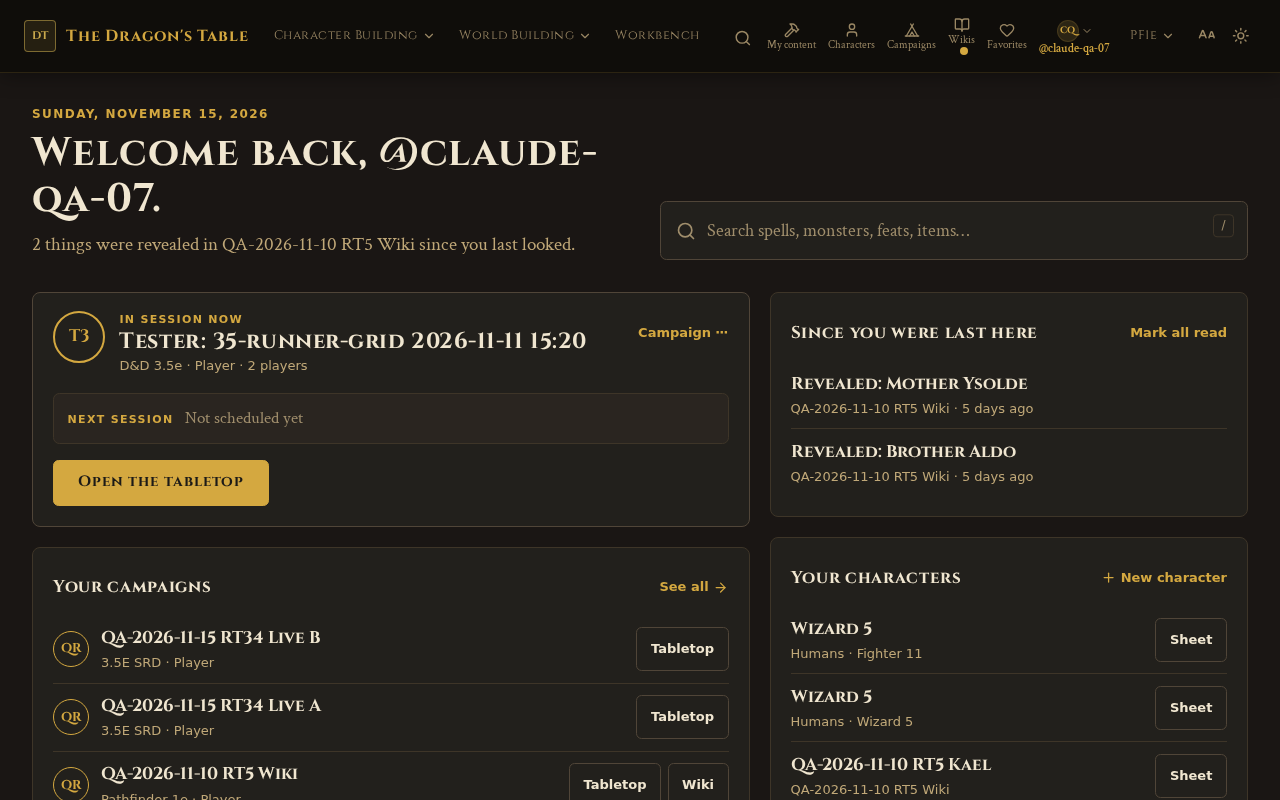 DT The Dragon's Table Character Building World Building Workbench My content Characters Campaigns Wikis Favorites CQ @claude-qa-07 PF1e AA
SUNDAY, NOVEMBER 15, 2026
Welcome back, @claude-
qa-07.
2 things were revealed in QA-2026-11-10 RT5 Wiki since you last looked.
Search spells, monsters, feats, items… /
T3
IN SESSION NOW
Tester: 35-runner-grid 2026-11-11 15:20
D&D 3.5e · Player · 2 players
Campaign ···
NEXT SESSION Not scheduled yet
Open the tabletop
Since you were last here Mark all read
Revealed: Mother Ysolde
QA-2026-11-10 RT5 Wiki · 5 days ago
Revealed: Brother Aldo
QA-2026-11-10 RT5 Wiki · 5 days ago
Your campaigns See all →
QR QA-2026-11-15 RT34 Live B
3.5E SRD · Player
Tabletop
QR QA-2026-11-15 RT34 Live A
3.5E SRD · Player
Tabletop
QR QA-2026-11-10 RT5 Wiki
Pathfinder 1e · Player
Tabletop Wiki
Your characters + New character
Wizard 5
Humans · Fighter 11
Sheet
Wizard 5
Humans · Wizard 5
Sheet
QA-2026-11-10 RT5 Kael
QA-2026-11-10 RT5 Wiki
Sheet